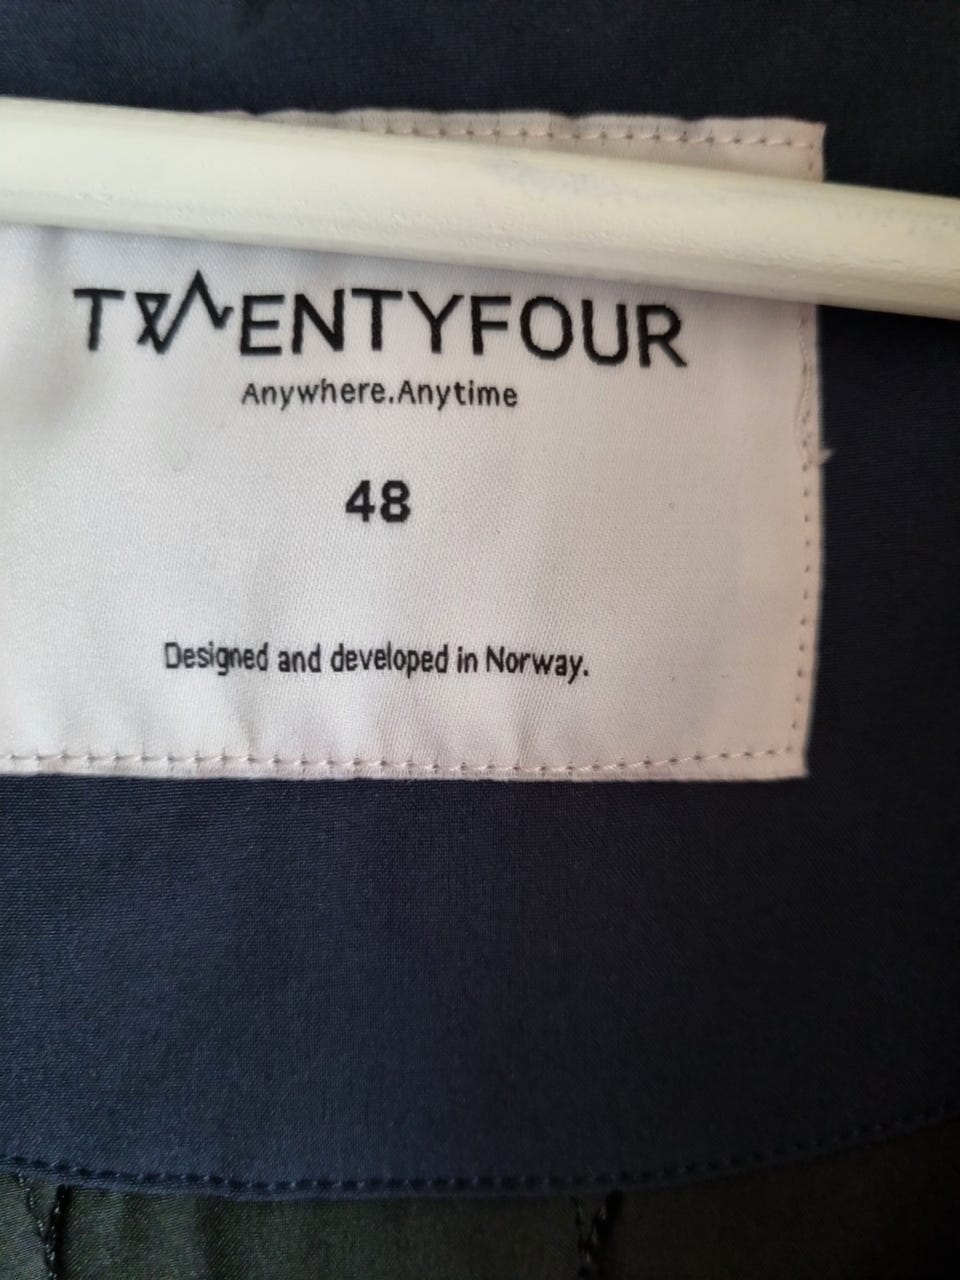 TWENTYFOUR
Anywhere.Anytime
48
Designed and developed in Norway.